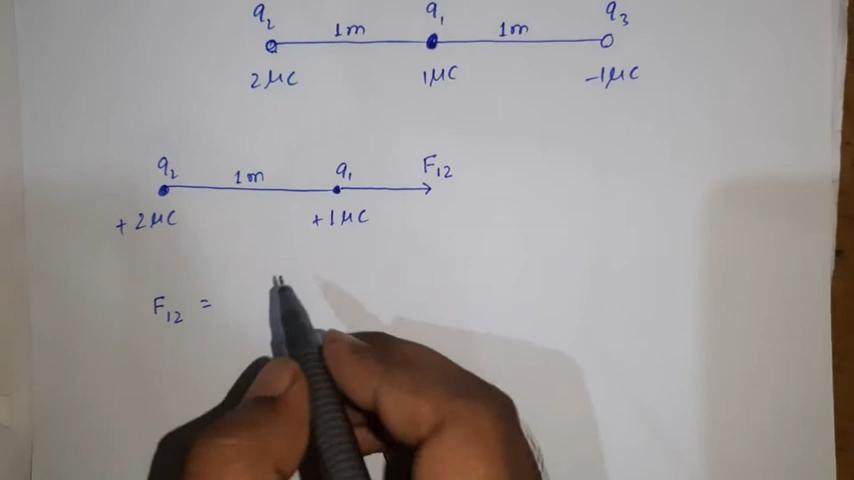 q₂ 1m q₁ 1m q₃
2μC 1μC -1μC
q₂ 1m q₁ F₁₂
+2μC +1μC
F₁₂ =